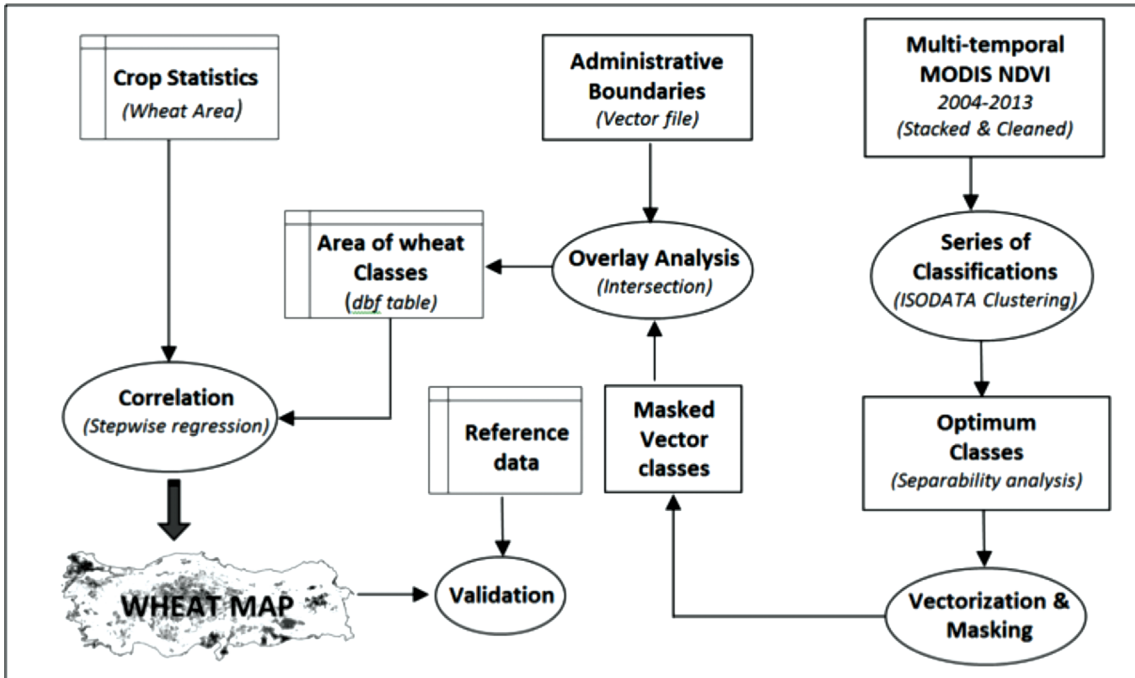 Crop Statistics
(Wheat Area)
Administrative
Boundaries
(Vector file)
Multi-temporal
MODIS NDVI
2004-2013
(Stacked & Cleaned)
Area of wheat
Classes
(dbf table)
Overlay Analysis
(Intersection)
Series of
Classifications
(ISODATA Clustering)
Correlation
(Stepwise regression)
Reference
data
Masked
Vector
classes
Optimum
Classes
(Separability analysis)
WHEAT MAP
Validation
Vectorization &
Masking